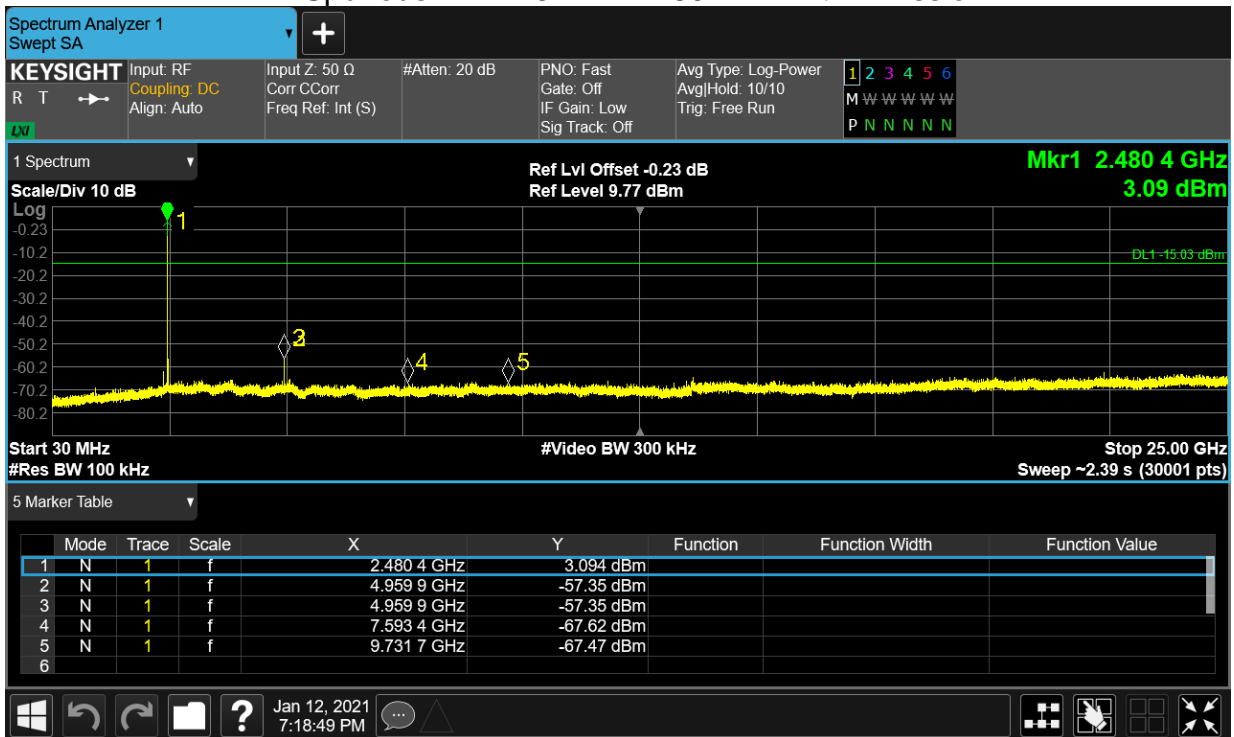 Spectrum Analyzer 1
Swept SA
+
KEYSIGHT Input: RF Input Z: 50 Ω #Atten: 20 dB PNO: Fast Avg Type: Log-Power 1 2 3 4 5 6
R T Coupling: DC Corr CCorr Gate: Off Avg|Hold: 10/10 M W W W W W
Align: Auto Freq Ref: Int (S) IF Gain: Low Trig: Free Run
LXI Sig Track: Off P N N N N N
1 Spectrum Ref Lvl Offset -0.23 dB Mkr1 2.480 4 GHz
Scale/Div 10 dB Ref Level 9.77 dBm 3.09 dBm
Log
1
-0.23
-10.2
DL1 -15.03 dBm
-20.2
-30.2
-40.2
3
-50.2
4 5
-60.2
-70.2
-80.2
Start 30 MHz #Video BW 300 kHz Stop 25.00 GHz
#Res BW 100 kHz Sweep ~2.39 s (30001 pts)
5 Marker Table
Mode Trace Scale X Y Function Function Width Function Value
1 N 1 f 2.480 4 GHz 3.094 dBm
2 N 1 f 4.959 9 GHz -57.35 dBm
3 N 1 f 4.959 9 GHz -57.35 dBm
4 N 1 f 7.593 4 GHz -67.62 dBm
5 N 1 f 9.731 7 GHz -67.47 dBm
6
? Jan 12, 2021
7:18:49 PM